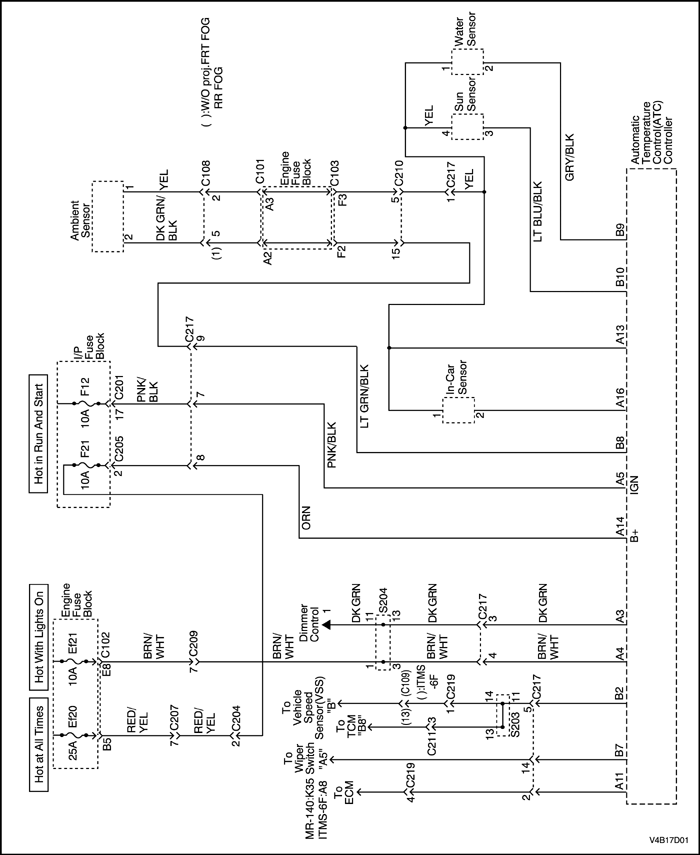 Hot at All Times
Hot With Lights On
Hot in Run And Start
Engine
Fuse
Block
Ef20
25A
Ef21
10A
B5
E8
C102
RED/
YEL
7
C207
RED/
YEL
2
C204
BRN/
WHT
7
C209
BRN/
WHT
I/P
Fuse
Block
F21
10A
F12
10A
2
C205
17
C201
PNK/
BLK
8
7
9
C217
ORN
PNK/BLK
LT GRN/BLK
Ambient
Sensor
2
1
DK GRN/
BLK
YEL
(1)
5
2
C108
A2
A3
C101
Engine
Fuse
Block
F2
F3
C103
15
5
C210
1
C217
YEL
( ):W/O proj.FRT FOG
RR FOG
Water
Sensor
1
2
Sun
Sensor
4
3
YEL
GRY/BLK
LT BLU/BLK
In-Car
Sensor
1
2
MR-140:K35
ITMS-6F:A8
To
ECM
4
C219
To
Wiper
Switch
"A5"
To
TCM
"B8"
C211
23
To
Vehicle
Speed
Sensor(VSS)
"B"
(13)
(C109)
( ):ITMS
-6F
1
C219
13
14
11
S203
2
14
5
C217
Dimmer
Control
1
DK GRN
1
11
S204
3
13
BRN/
WHT
DK GRN
4
3
C217
BRN/
WHT
DK GRN
A11
B7
B2
A4
A3
A14
B+
A5
IGN
B8
A16
A13
B10
B9
Automatic
Temperature
Control(ATC)
Controller
V4B17D01